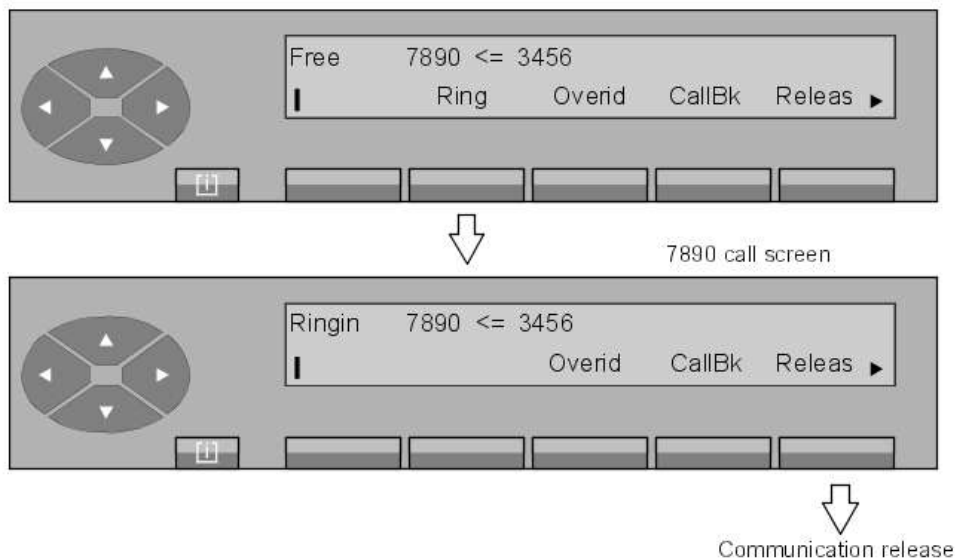 Free 7890 <= 3456
Ring Overid CallBk Releas
[i]
7890 call screen
Ringin 7890 <= 3456
Overid CallBk Releas
[i]
Communication release